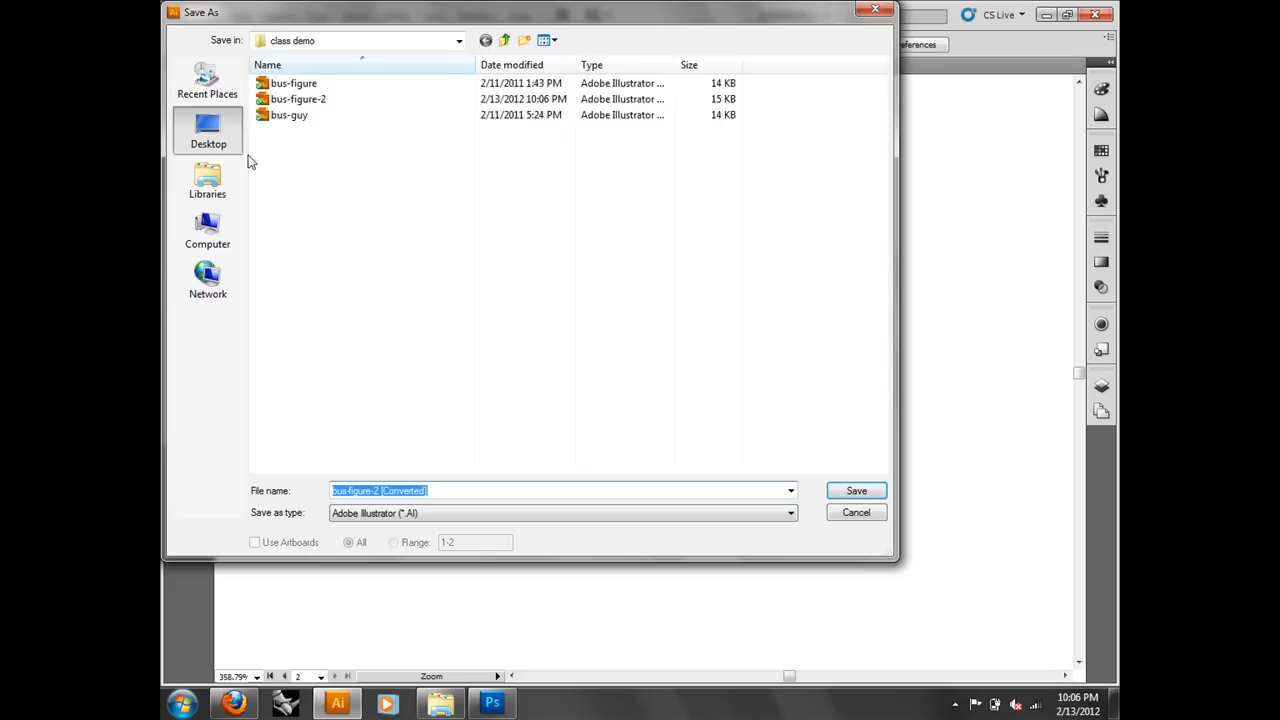 Ai Save As
CS Live
Save in: class demo
erences
Name Date modified Type Size
bus-figure 2/11/2011 1:43 PM Adobe Illustrator ... 14 KB
bus-figure-2 2/13/2012 10:06 PM Adobe Illustrator ... 15 KB
bus-guy 2/11/2011 5:24 PM Adobe Illustrator ... 14 KB
Recent Places
Desktop
Libraries
Computer
Network
File name: bus-figure-2 [Converted] Save
Save as type: Adobe Illustrator (*.AI) Cancel
Use Artboards All Range: 1-2
358.79% 2 Zoom
Ai Ps
10:06 PM
2/13/2012